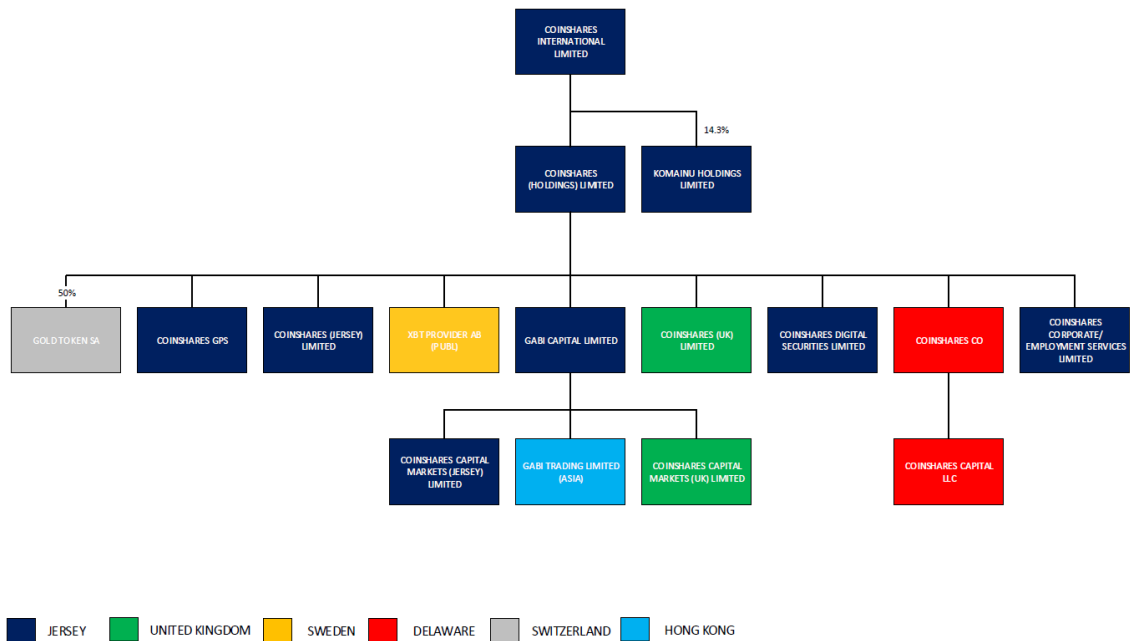 COINSHARES
INTERNATIONAL
LIMITED
14.3%
COINSHARES
(HOLDINGS) LIMITED
KOMAINU HOLDINGS
LIMITED
50%
GOLD TOKEN SA
COINSHARES GPS
COINSHARES (JERSEY)
LIMITED
XBT PROVIDER AB
(PUBL)
GABI CAPITAL LIMITED
COINSHARES (UK)
LIMITED
COINSHARES DIGITAL
SECURITIES LIMITED
COINSHARES CO
COINSHARES
CORPORATE/
EMPLOYMENT SERVICES
LIMITED
COINSHARES CAPITAL
MARKETS (JERSEY)
LIMITED
GABI TRADING LIMITED
(ASIA)
COINSHARES CAPITAL
MARKETS (UK) LIMITED
COINSHARES CAPITAL
LLC
JERSEY
UNITED KINGDOM
SWEDEN
DELAWARE
SWITZERLAND
HONG KONG